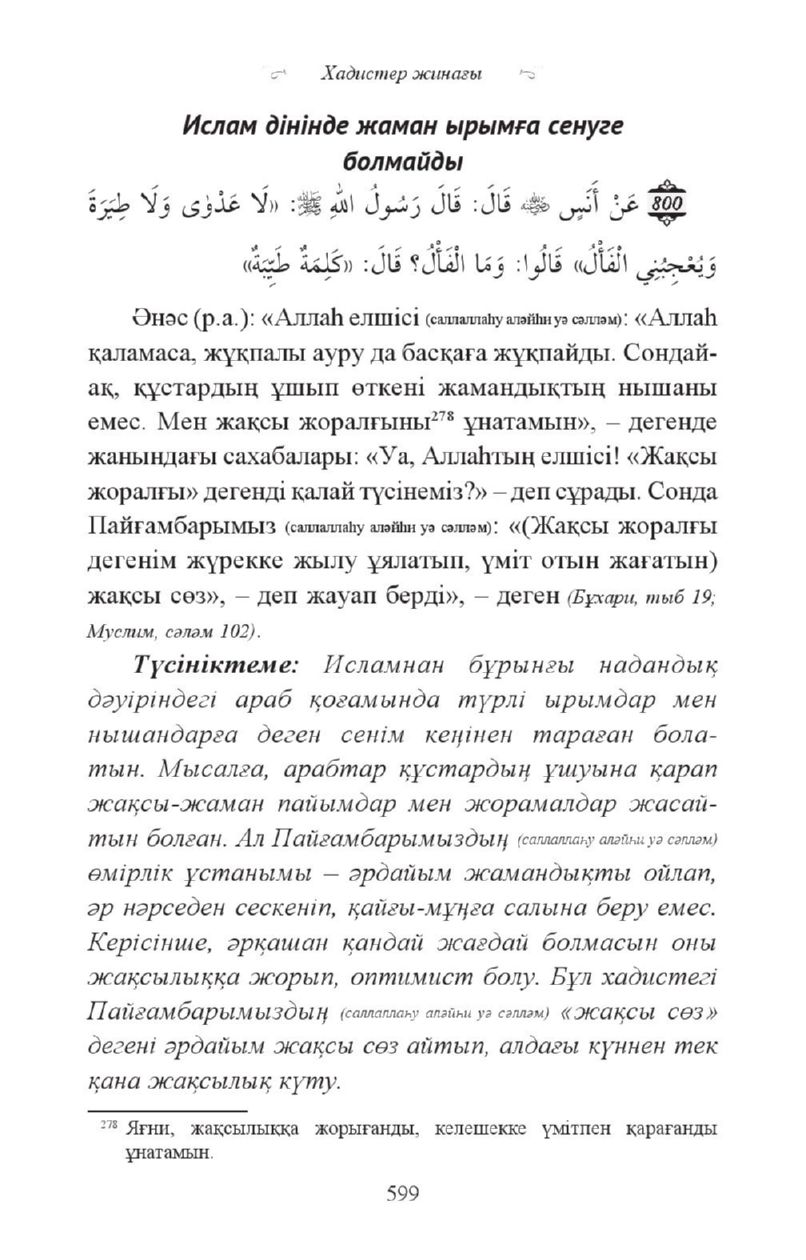 Хадистер жинағы
Ислам дінінде жаман ырымға сенуге
болмайды
800 عَنْ أَنَسٍ ﷺ قَالَ: قَالَ رَسُولُ اللهِ ﷺ: «لَا عَدْوٰى وَلَا طِيَرَةَ
وَيُعْجِبُنِي الْفَأْلُ» قَالُوا: وَمَا الْفَأْلُ؟ قَالَ: «كَلِمَةٌ طَيِّبَةٌ»
Әнәс (р.а.): «Аллаһ елшісі (саллаллаһу аләйһи уә сәлләм): «Аллаһ
қаламаса, жұқпалы ауру да басқаға жұқпайды. Сондай-
ақ, құстардың ұшып өткені жамандықтың нышаны
емес. Мен жақсы жоралғыны²⁷⁸ ұнатамын», – дегенде
жанындағы сахабалары: «Уа, Аллаһтың елшісі! «Жақсы
жоралғы» дегенді қалай түсінеміз?» – деп сұрады. Сонда
Пайғамбарымыз (саллаллаһу аләйһи уә сәлләм): «(Жақсы жоралғы
дегенім жүрекке жылу ұялатып, үміт отын жағатын)
жақсы сөз», – деп жауап берді», – деген (Бұхари, тыб 19;
Муслим, сәләм 102).
Түсініктеме: Исламнан бұрынғы надандық
дәуіріндегі араб қоғамында түрлі ырымдар мен
нышандарға деген сенім кеңінен тараған бола-
тын. Мысалға, арабтар құстардың ұшуына қарап
жақсы-жаман пайымдар мен жорамалдар жасай-
тын болған. Ал Пайғамбарымыздың (саллаллаһу аләйһи уә сәлләм)
өмірлік ұстанымы – әрдайым жамандықты ойлап,
әр нәрседен сескеніп, қайғы-мұңға салына беру емес.
Керісінше, әрқашан қандай жағдай болмасын оны
жақсылыққа жорып, оптимист болу. Бұл хадистегі
Пайғамбарымыздың (саллаллаһу аләйһи уә сәлләм) «жақсы сөз»
дегені әрдайым жақсы сөз айтып, алдағы күннен тек
қана жақсылық күту.
²⁷⁸ Яғни, жақсылыққа жорығанды, келешекке үмітпен қарағанды
ұнатамын.
599